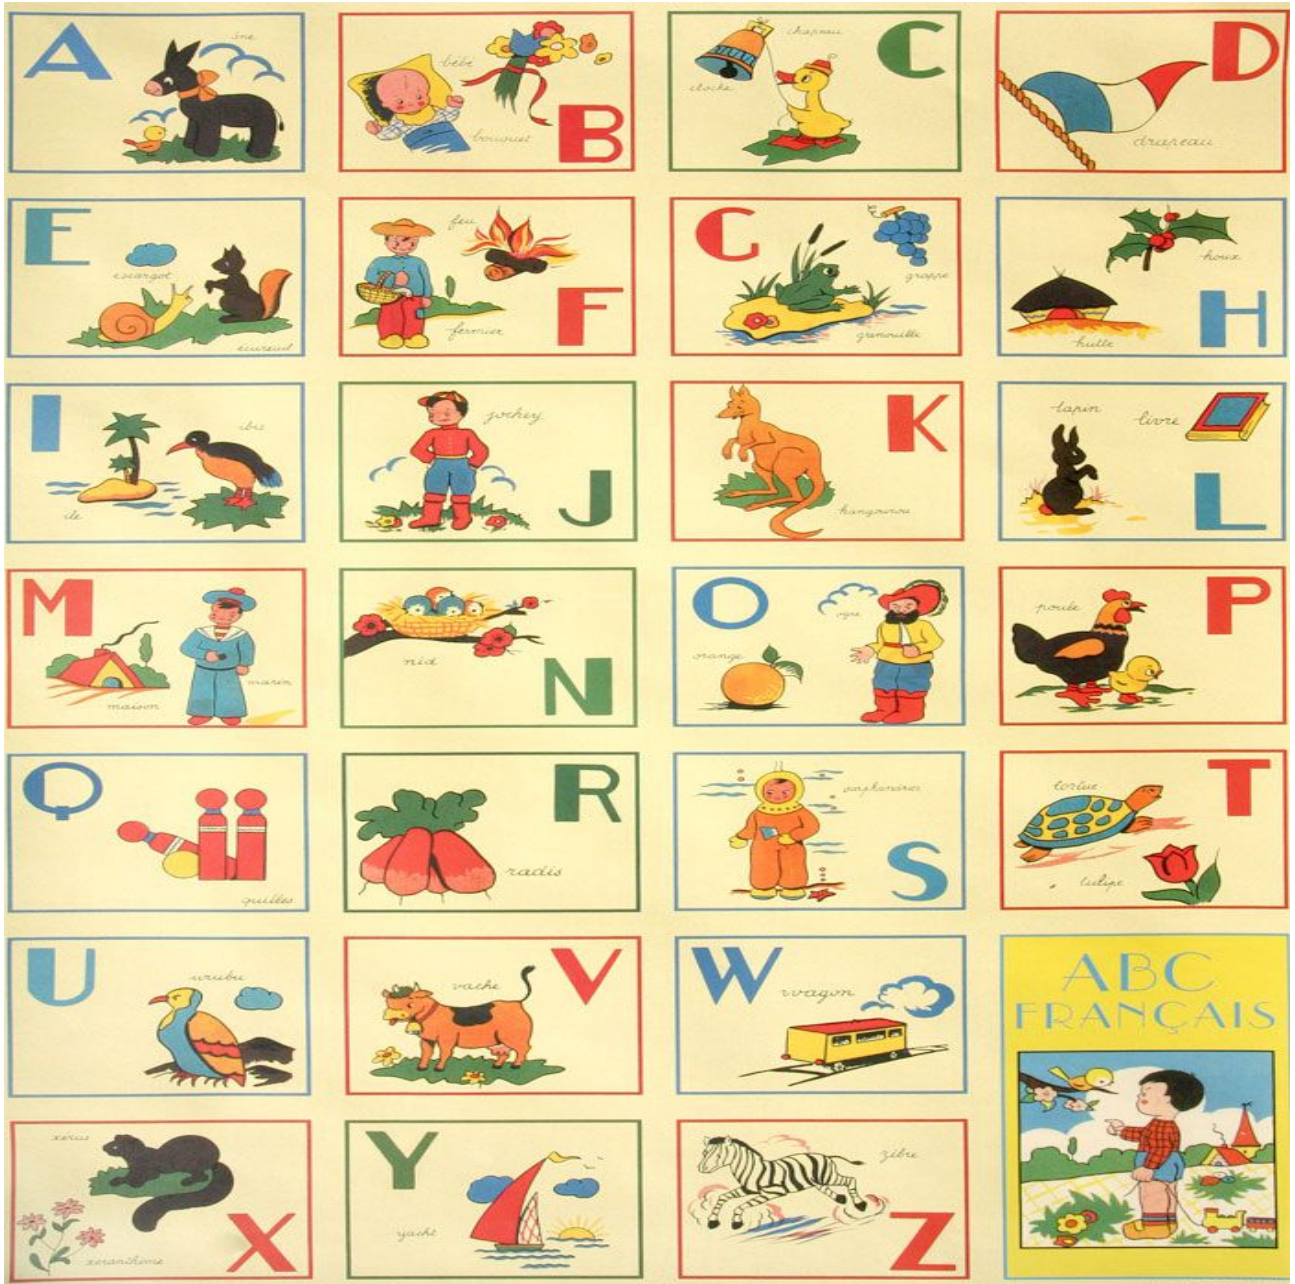 A
âne
bébé
bouquet
B
chapeau
cloche
C
D
drapeau
E
escargot
écureuil
feu
fermier
F
G
grappe
grenouille
houx
hutte
H
I
ibis
île
jockey
J
K
kangourou
lapin
livre
L
M
marin
maison
nid
N
O
ogre
orange
poule
P
Q
quilles
R
radis
scaphandrier
S
tortue
T
tulipe
U
urubu
vache
V
W
wagon
ABC
FRANÇAIS
xérus
xéranthème
X
Y
yacht
zèbre
Z